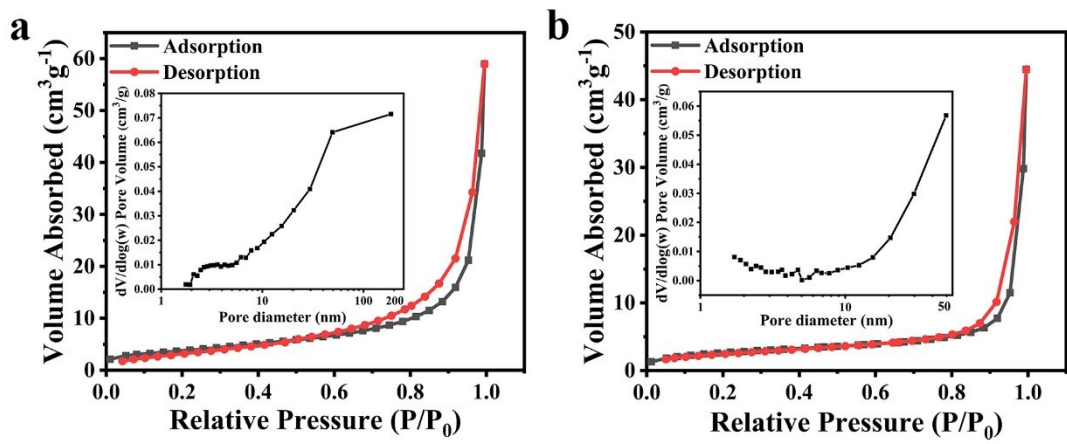 a
Adsorption
Desorption
Volume Absorbed (cm³g⁻¹)
60
50
40
30
20
10
0
0.0 0.2 0.4 0.6 0.8 1.0
Relative Pressure (P/P₀)
dV/dlog(w) Pore Volume (cm³/g)
0.08
0.07
0.06
0.05
0.04
0.03
0.02
0.01
0.00
1 10 100 200
Pore diameter (nm)
b
Adsorption
Desorption
Volume Absorbed (cm³g⁻¹)
50
40
30
20
10
0
0.0 0.2 0.4 0.6 0.8 1.0
Relative Pressure (P/P₀)
dV/dlog(w) Pore Volume (cm³/g)
0.06
0.05
0.04
0.03
0.02
0.01
0.00
1 10 50
Pore diameter (nm)